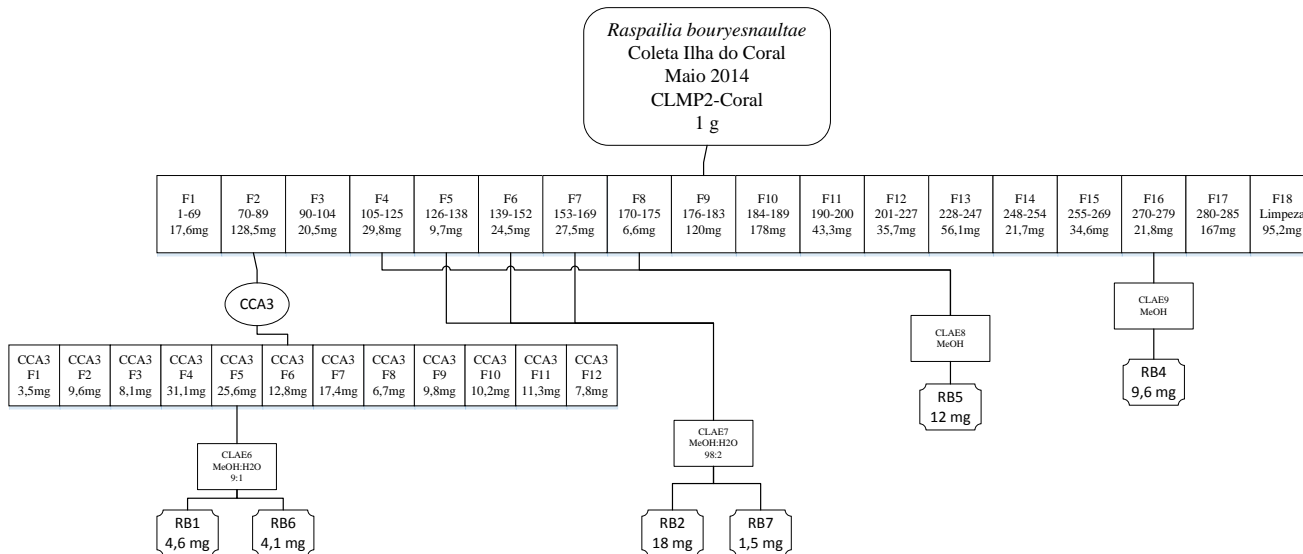 Raspailia bouryesnaultae
Coleta Ilha do Coral
Maio 2014
CLMP2-Coral
1 g
F1
1-69
17,6mg
F2
70-89
128,5mg
F3
90-104
20,5mg
F4
105-125
29,8mg
F5
126-138
9,7mg
F6
139-152
24,5mg
F7
153-169
27,5mg
F8
170-175
6,6mg
F9
176-183
120mg
F10
184-189
178mg
F11
190-200
43,3mg
F12
201-227
35,7mg
F13
228-247
56,1mg
F14
248-254
21,7mg
F15
255-269
34,6mg
F16
270-279
21,8mg
F17
280-285
167mg
F18
Limpeza
95,2mg
CCA3
CCA3
F1
3,5mg
CCA3
F2
9,6mg
CCA3
F3
8,1mg
CCA3
F4
31,1mg
CCA3
F5
25,6mg
CCA3
F6
12,8mg
CCA3
F7
17,4mg
CCA3
F8
6,7mg
CCA3
F9
9,8mg
CCA3
F10
10,2mg
CCA3
F11
11,3mg
CCA3
F12
7,8mg
CLAE6
MeOH:H2O
9:1
RB1
4,6 mg
RB6
4,1 mg
CLAE7
MeOH:H2O
98:2
RB2
18 mg
RB7
1,5 mg
CLAE8
MeOH
RB5
12 mg
CLAE9
MeOH
RB4
9,6 mg